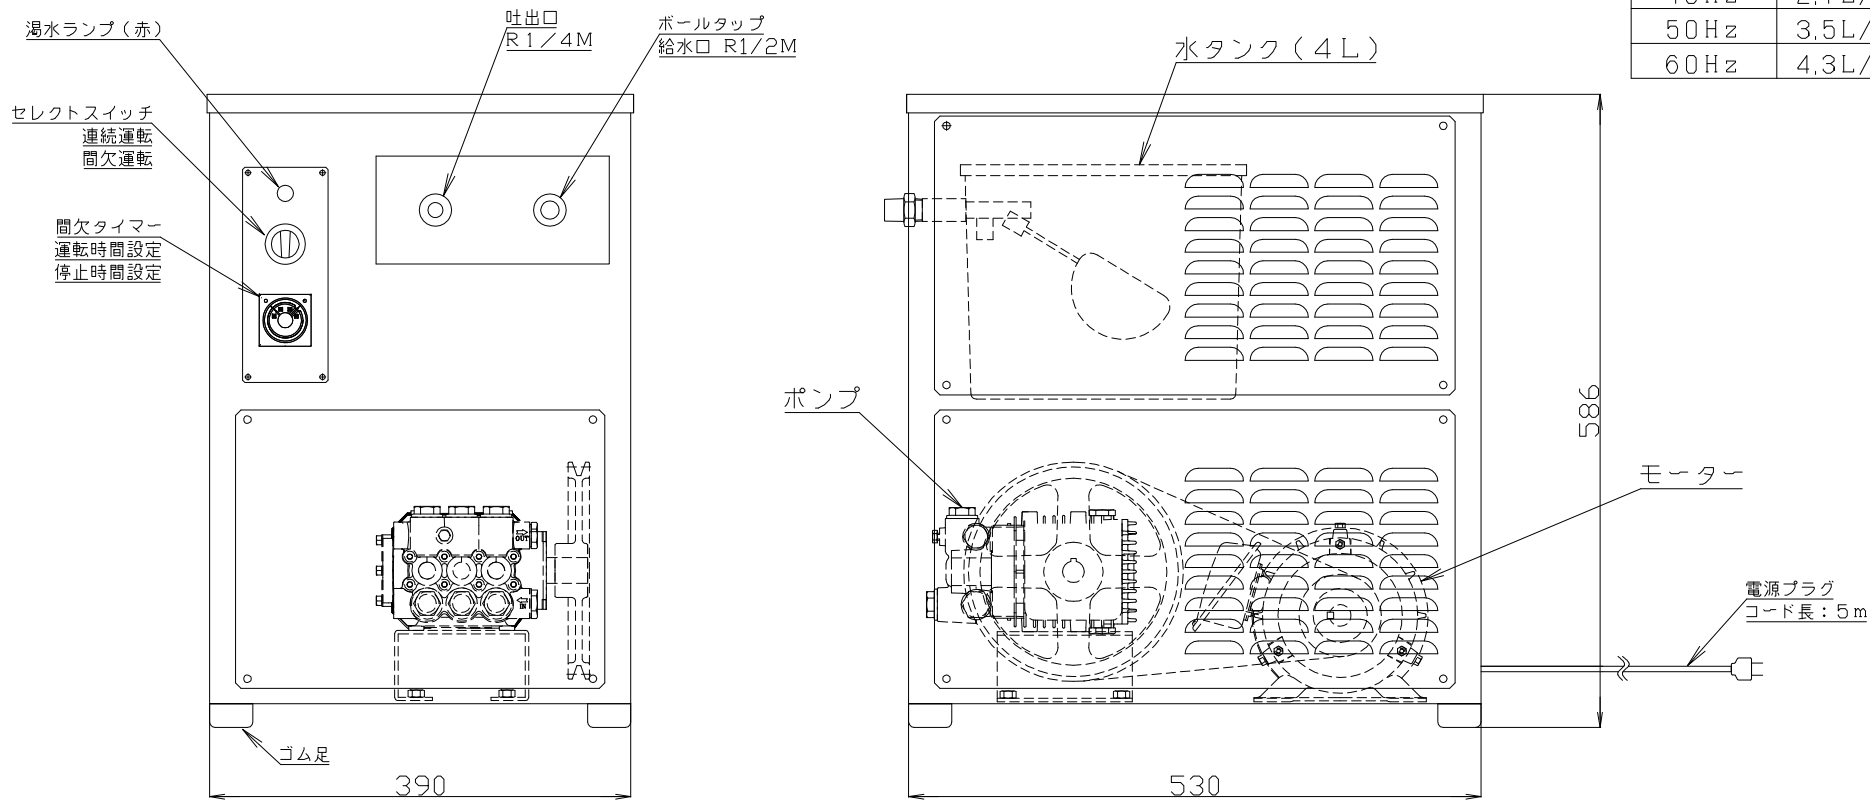 渇水ランプ（赤）
吐出口
R1/4M
ボールタップ
給水口 R1/2M
セレクトスイッチ
連続運転
間欠運転
間欠タイマー
運転時間設定
停止時間設定
OUT
IN
ゴム足
390
水タンク（4L）
50Hz 3.5L/
60Hz 4.3L/
ポンプ
586
モーター
電源プラグ
コード長：5m
530